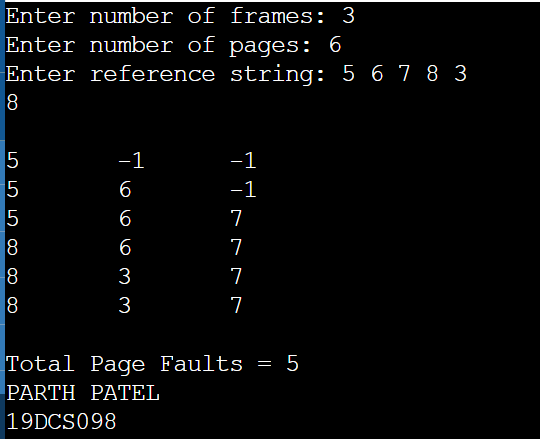 Enter number of frames: 3
Enter number of pages: 6
Enter reference string: 5 6 7 8 3
8
5 -1 -1
5 6 -1
5 6 7
8 6 7
8 3 7
8 3 7
Total Page Faults = 5
PARTH PATEL
19DCS098